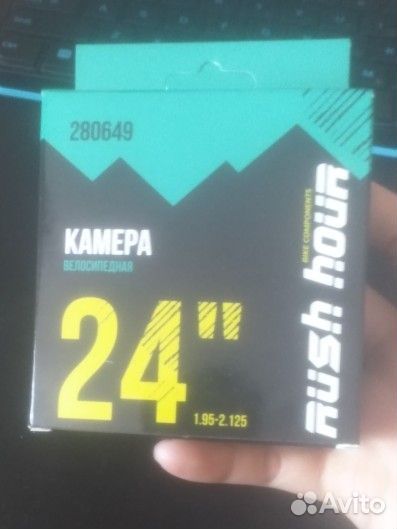 280649
КАМЕРА
ВЕЛОСИПЕДНАЯ
24"
1.95-2.125
RUSH HOUR
BIKE COMPONENTS
Avito